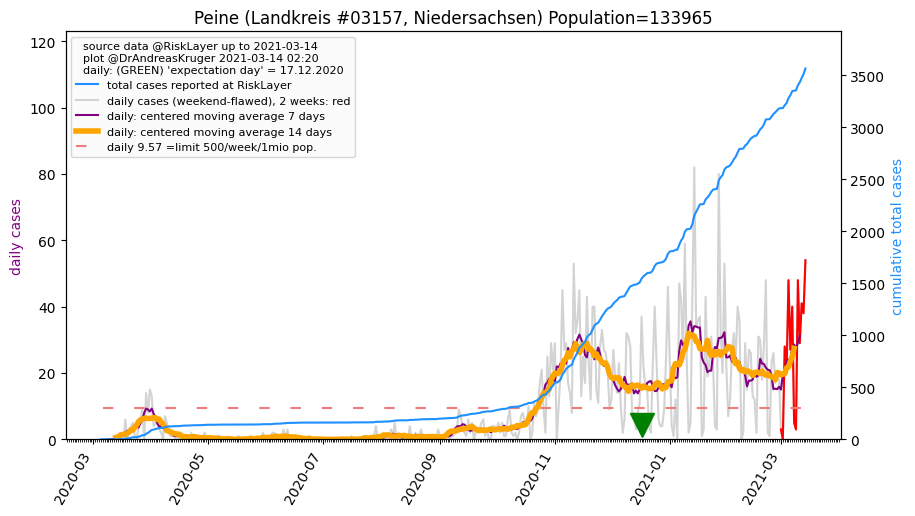 Peine (Landkreis #03157, Niedersachsen) Population=133965
source data @RiskLayer up to 2021-03-14
plot @DrAndreasKruger 2021-03-14 02:20
daily: (GREEN) 'expectation day' = 17.12.2020
total cases reported at RiskLayer
daily cases (weekend-flawed), 2 weeks: red
daily: centered moving average 7 days
daily: centered moving average 14 days
daily 9.57 =limit 500/week/1mio pop.
daily cases
120
100
80
60
40
20
0
cumulative total cases
3500
3000
2500
2000
1500
1000
500
0
2020-03
2020-05
2020-07
2020-09
2020-11
2021-01
2021-03